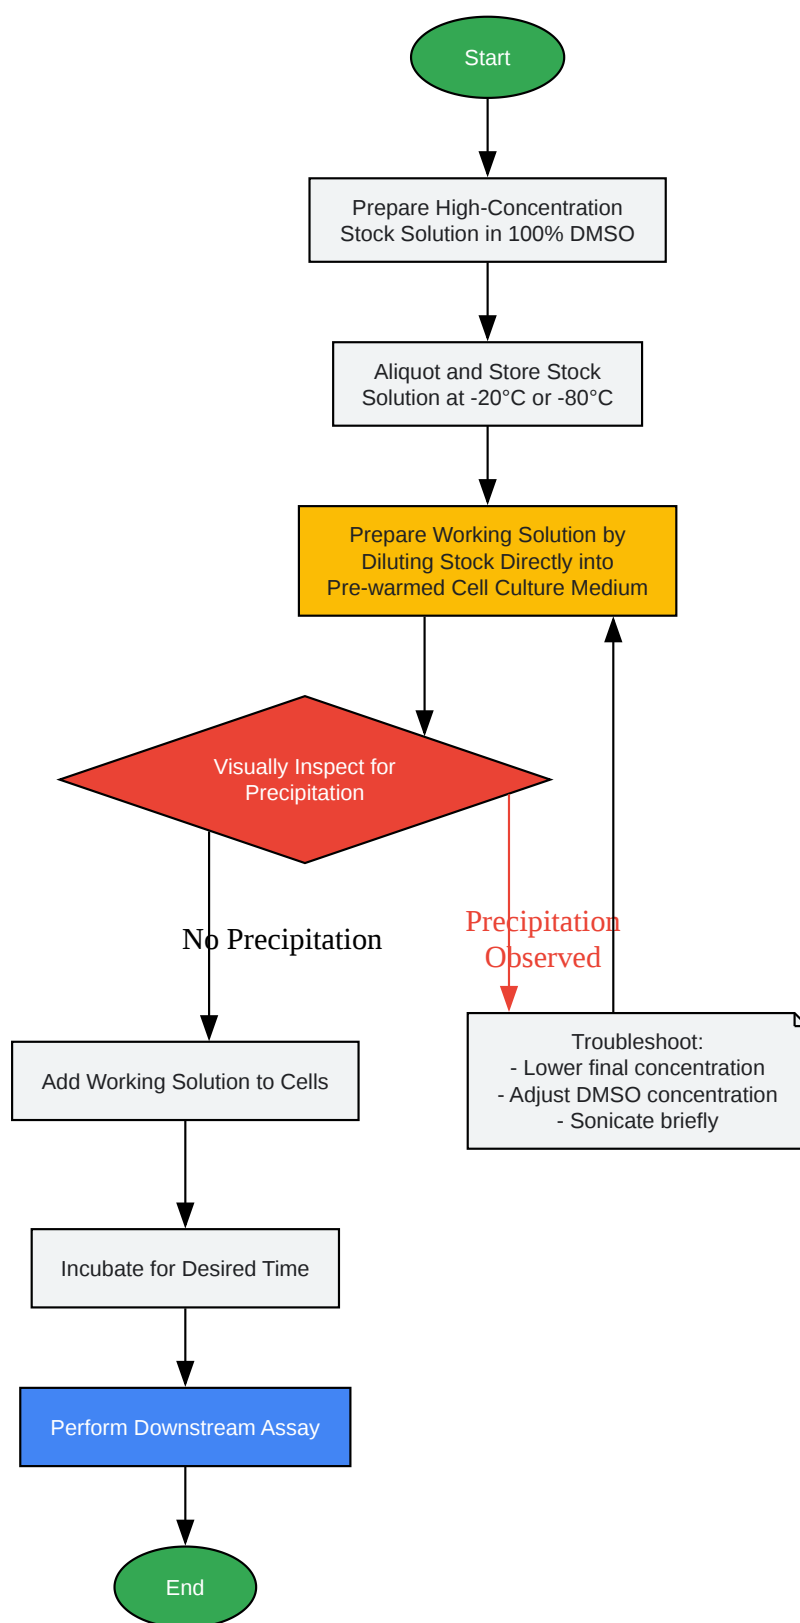 Start
Prepare High-Concentration
Stock Solution in 100% DMSO
Aliquot and Store Stock
Solution at -20°C or -80°C
Prepare Working Solution by
Diluting Stock Directly into
Pre-warmed Cell Culture Medium
Visually Inspect for
Precipitation
No Precipitation
Precipitation
Observed
Troubleshoot:
- Lower final concentration
- Adjust DMSO concentration
- Sonicate briefly
Add Working Solution to Cells
Incubate for Desired Time
Perform Downstream Assay
End